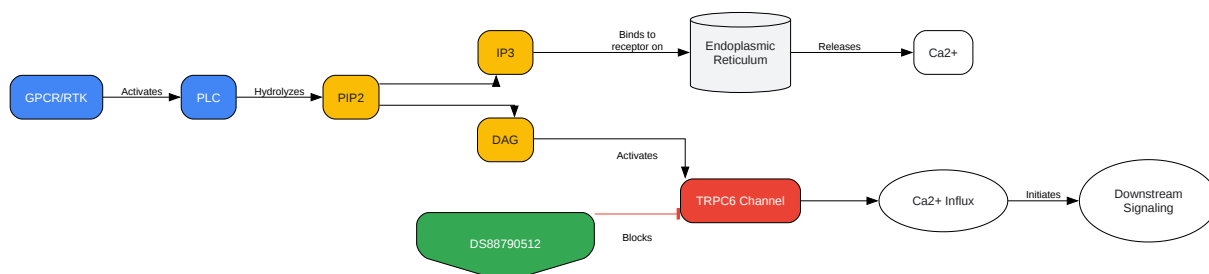 GPCR/RTK
Activates
PLC
Hydrolyzes
PIP2
IP3
Binds to
receptor on
Endoplasmic
Reticulum
Releases
Ca2+
DAG
Activates
TRPC6 Channel
Ca2+ Influx
Initiates
Downstream
Signaling
DS88790512
Blocks